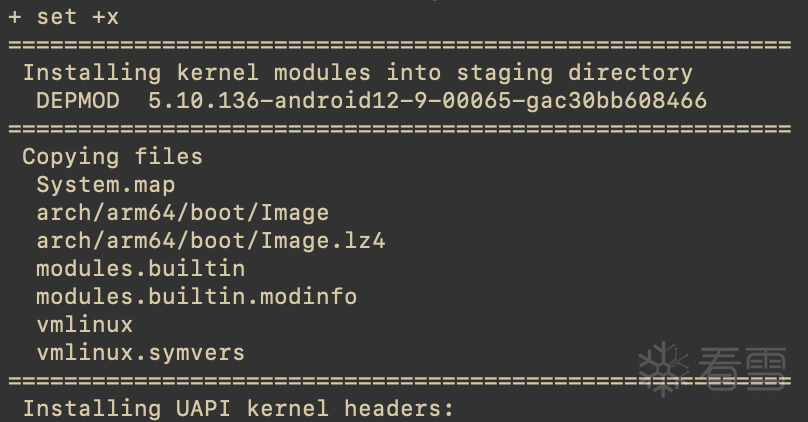 + set +x
========================================================
Installing kernel modules into staging directory
DEPMOD  5.10.136-android12-9-00065-gac30bb608466
========================================================
Copying files
System.map
arch/arm64/boot/Image
arch/arm64/boot/Image.lz4
modules.builtin
modules.builtin.modinfo
vmlinux
vmlinux.symvers
看雪
========================================================
Installing UAPI kernel headers: